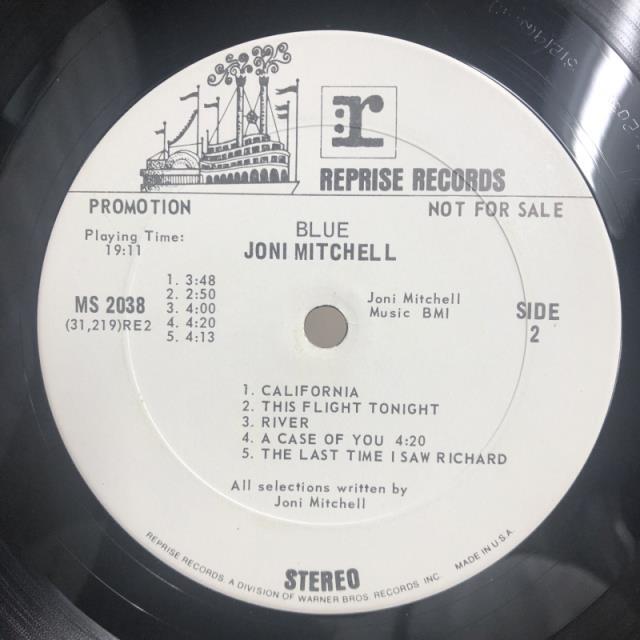 r
REPRISE RECORDS
PROMOTION
NOT FOR SALE
BLUE
JONI MITCHELL
Playing Time:
19:11
1. 3:48
2. 2:50
3. 4:00
4. 4:20
5. 4:13
MS 2038
(31,219)RE2
Joni Mitchell
Music BMI
SIDE
2
1. CALIFORNIA
2. THIS FLIGHT TONIGHT
3. RIVER
4. A CASE OF YOU 4:20
5. THE LAST TIME I SAW RICHARD
All selections written by
Joni Mitchell
STEREO
REPRISE RECORDS, A DIVISION OF WARNER BROS. RECORDS INC. MADE IN U.S.A.